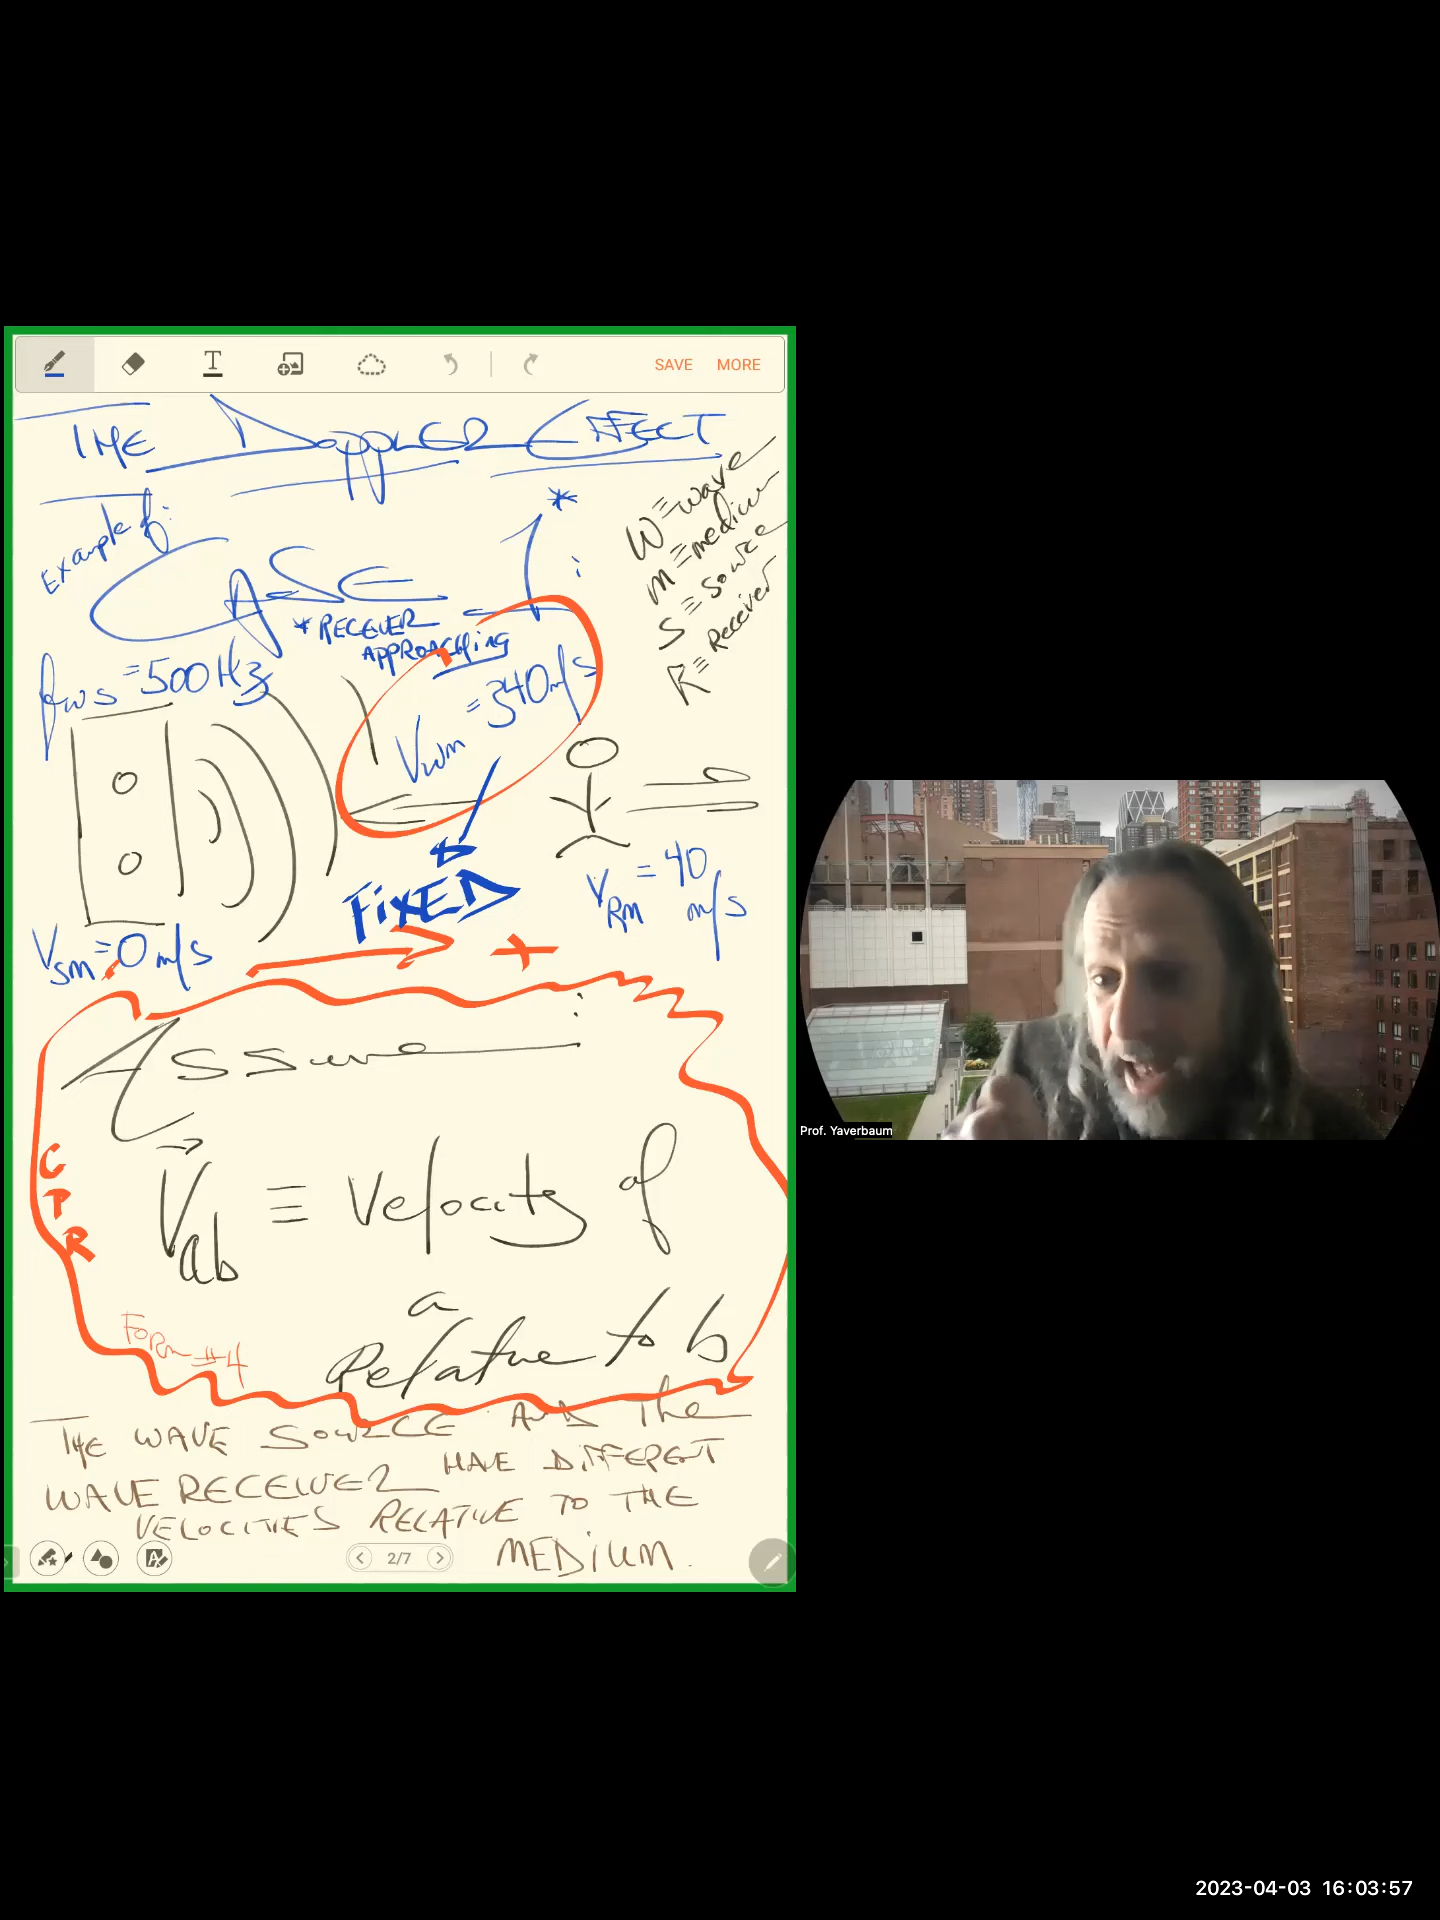 SAVE MORE
THE DOPPLER EFFECT
Example of:
CASE 1*:
* RECEIVER
APPROACHING
W ≡ wave
m ≡ medium
S ≡ Source
R ≡ Receiver
fws = 500 Hz
Vwm = 340 m/s
FIXED
VRM = 40 m/s
Vsm = 0 m/s
+
Assume:
CTR
V⃗ab ≡ Velocity of
a
Relative to b
FORM #4
THE WAVE SOURCE AND The
WAVE RECEIVER HAVE DIFFERENT
VELOCITIES RELATIVE TO THE
MEDIUM.
2/7
Prof. Yaverbaum
2023-04-03 16:03:57